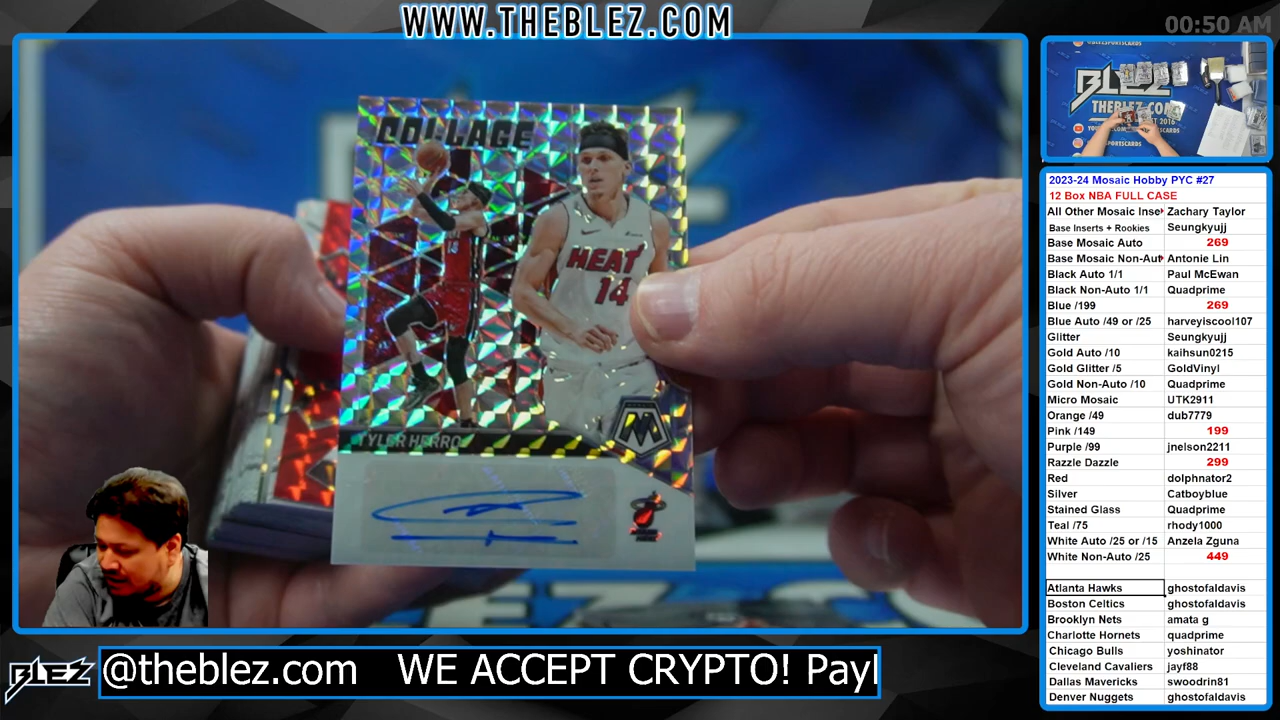 WWW.THEBLEZ.COM
00:50 AM
COLLAGE
HEAT
14
TYLER HERRO
BLEZ
THEBLEZ.COM
2023-24 Mosaic Hobby PYC #27
12 Box NBA FULL CASE
All Other Mosaic Inse Zachary Taylor
Base Inserts + Rookies Seungkyujj
Base Mosaic Auto 269
Base Mosaic Non-Aut Antonie Lin
Black Auto 1/1 Paul McEwan
Black Non-Auto 1/1 Quadprime
Blue /199 269
Blue Auto /49 or /25 harveyiscool107
Glitter Seungkyujj
Gold Auto /10 kaihsun0215
Gold Glitter /5 GoldVinyl
Gold Non-Auto /10 Quadprime
Micro Mosaic UTK2911
Orange /49 dub7779
Pink /149 199
Purple /99 jnelson2211
Razzle Dazzle 299
Red dolphnator2
Silver Catboyblue
Stained Glass Quadprime
Teal /75 rhody1000
White Auto /25 or /15 Anzela Zguna
White Non-Auto /25 449
Atlanta Hawks ghostofaldavis
Boston Celtics ghostofaldavis
Brooklyn Nets amata g
Charlotte Hornets quadprime
Chicago Bulls yoshinator
Cleveland Cavaliers jayf88
Dallas Mavericks swoodrin81
Denver Nuggets ghostofaldavis
BLEZ
@theblez.com WE ACCEPT CRYPTO! Payl